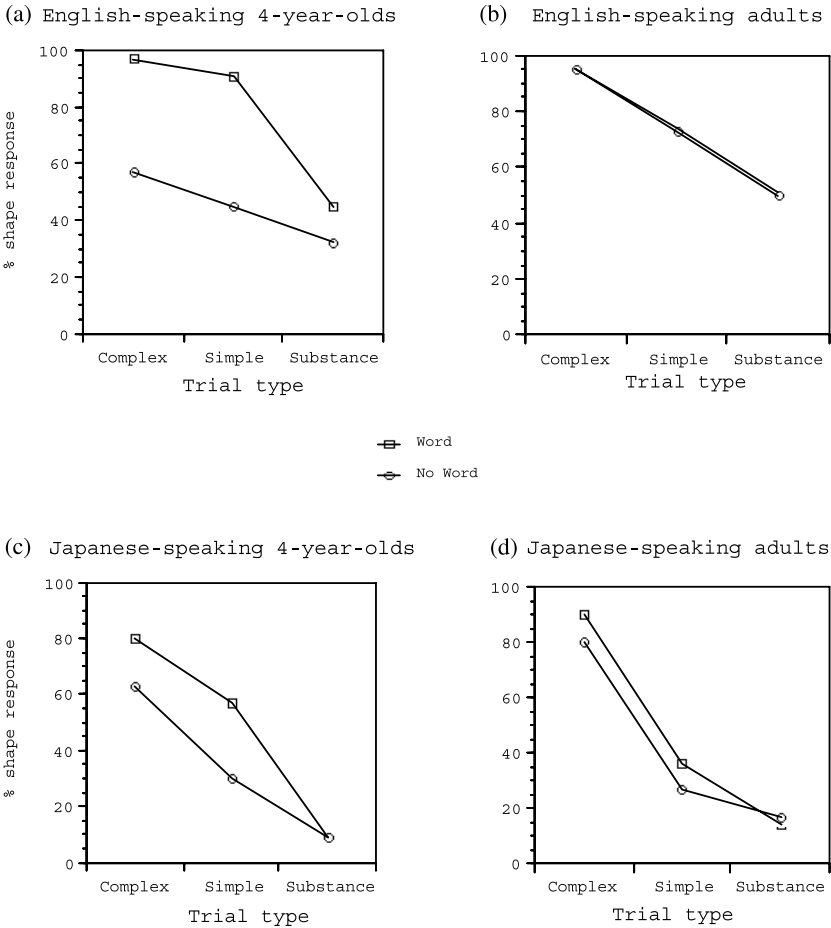 (a) English-speaking 4-year-olds
% shape response
100
80
60
40
20
0
Complex Simple Substance
Trial type
(b) English-speaking adults
100
80
60
40
20
0
Complex Simple Substance
Trial type
Word
No Word
(c) Japanese-speaking 4-year-olds
% shape response
100
80
60
40
20
0
Complex Simple Substance
Trial type
(d) Japanese-speaking adults
100
80
60
40
20
0
Complex Simple Substance
Trial type